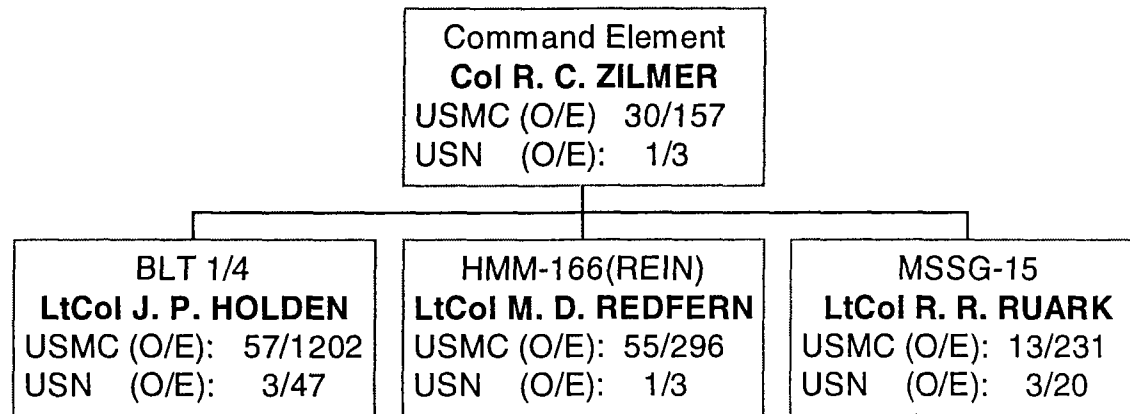 Command Element
Col R. C. ZILMER
USMC (O/E) 30/157
USN (O/E): 1/3
BLT 1/4
LtCol J. P. HOLDEN
USMC (O/E): 57/1202
USN (O/E): 3/47
HMM-166(REIN)
LtCol M. D. REDFERN
USMC (O/E): 55/296
USN (O/E): 1/3
MSSG-15
LtCol R. R. RUARK
USMC (O/E): 13/231
USN (O/E): 3/20